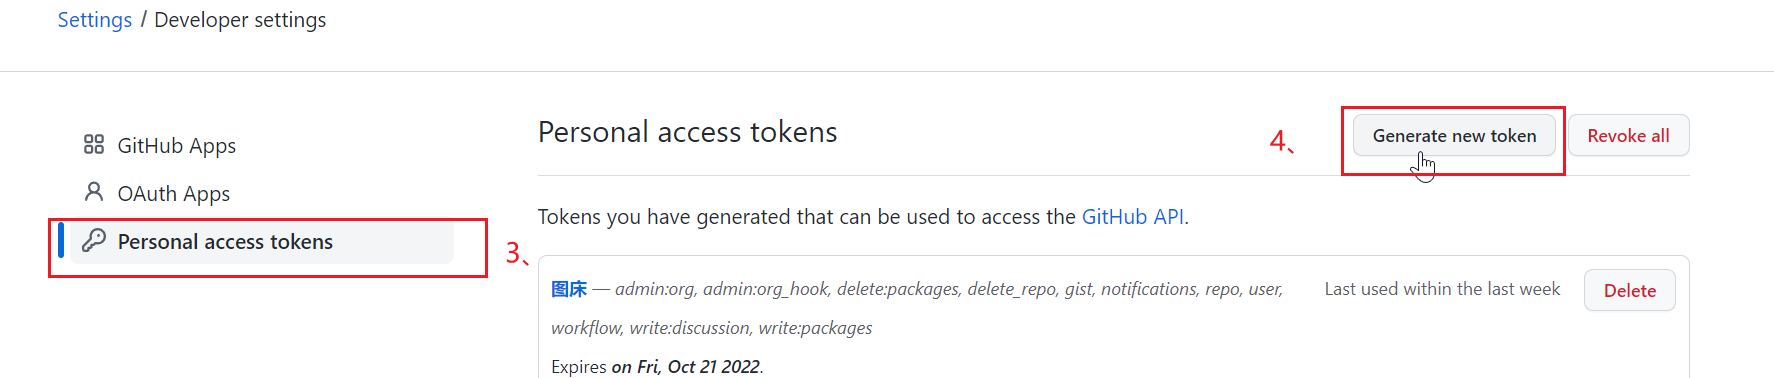 Settings / Developer settings
GitHub Apps
OAuth Apps
Personal access tokens
3、
Personal access tokens
4、
Generate new token
Revoke all
Tokens you have generated that can be used to access the GitHub API.
图床 — admin:org, admin:org_hook, delete:packages, delete_repo, gist, notifications, repo, user,
workflow, write:discussion, write:packages
Last used within the last week
Delete
Expires on Fri, Oct 21 2022.